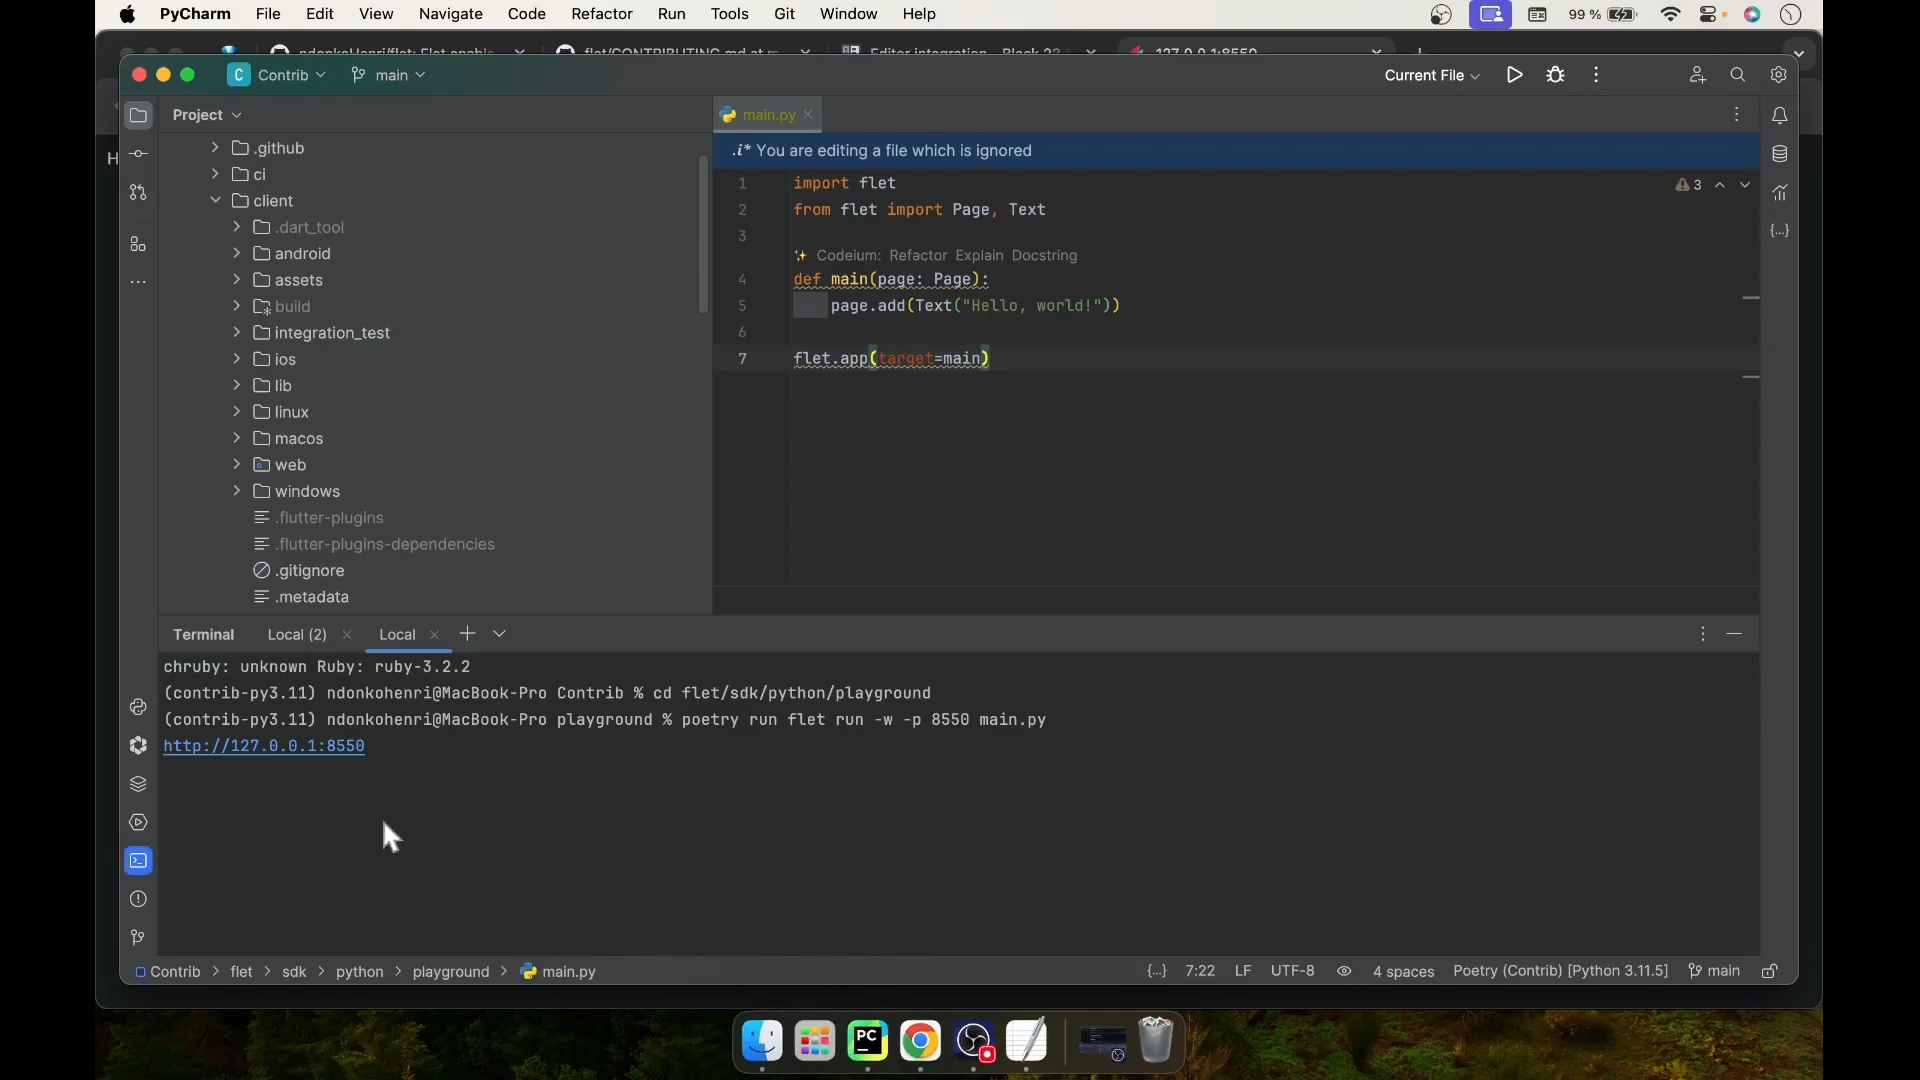 PyCharm File Edit View Navigate Code Refactor Run Tools Git Window Help 99 %
ndonkoHenri/flet: Flet enable flet/CONTRIBUTING.md at Editor integration Block 127.0.0.1:8550
C Contrib main Current File
H
Project
.github
ci
client
.dart_tool
android
assets
build
integration_test
ios
lib
linux
macos
web
windows
.flutter-plugins
.flutter-plugins-dependencies
.gitignore
.metadata
main.py
.i* You are editing a file which is ignored
3
1 import flet
2 from flet import Page, Text
3
Codeium: Refactor Explain Docstring
4 def main(page: Page):
5 page.add(Text("Hello, world!"))
6
7 flet.app(target=main)
Terminal Local (2) Local
chruby: unknown Ruby: ruby-3.2.2
(contrib-py3.11) ndonkohenri@MacBook-Pro Contrib % cd flet/sdk/python/playground
(contrib-py3.11) ndonkohenri@MacBook-Pro playground % poetry run flet run -w -p 8550 main.py
http://127.0.0.1:8550
Contrib > flet > sdk > python > playground > main.py
{...} 7:22 LF UTF-8 4 spaces Poetry (Contrib) [Python 3.11.5] main
PC